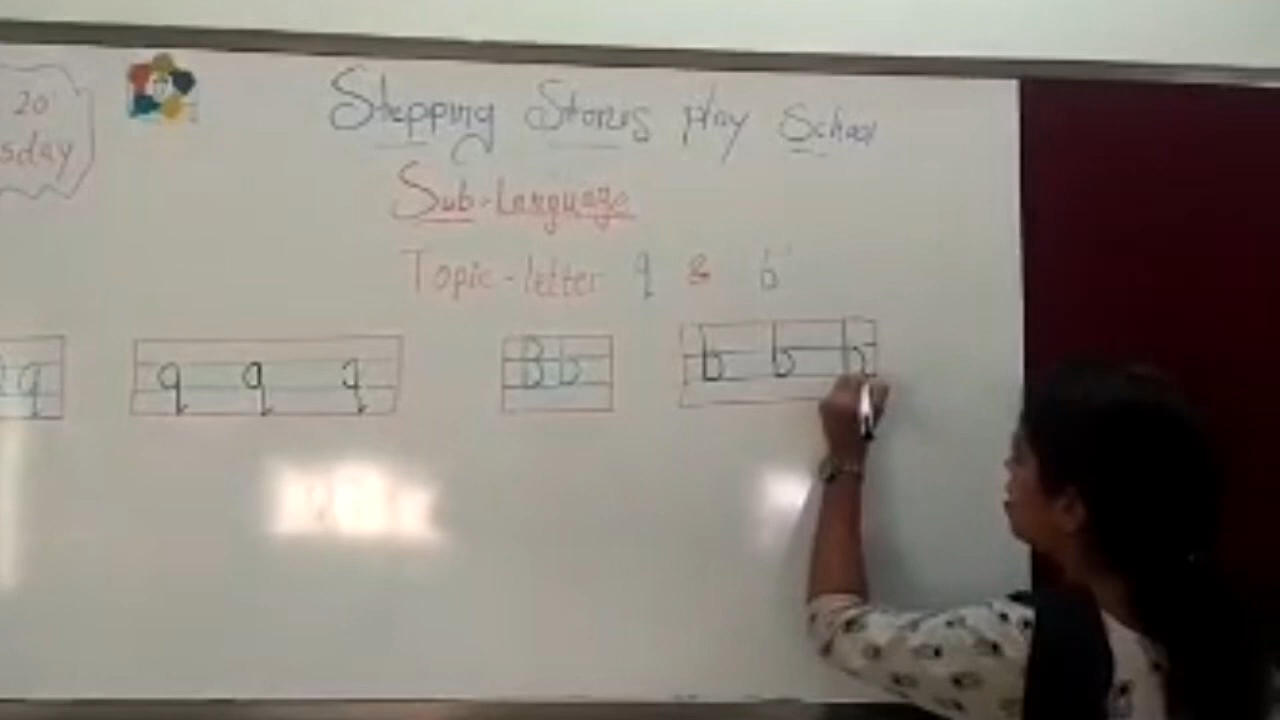 20
sday
Stepping Stones play School
Sub-Language
Topic-letter q & b
q q q q Bb b b b